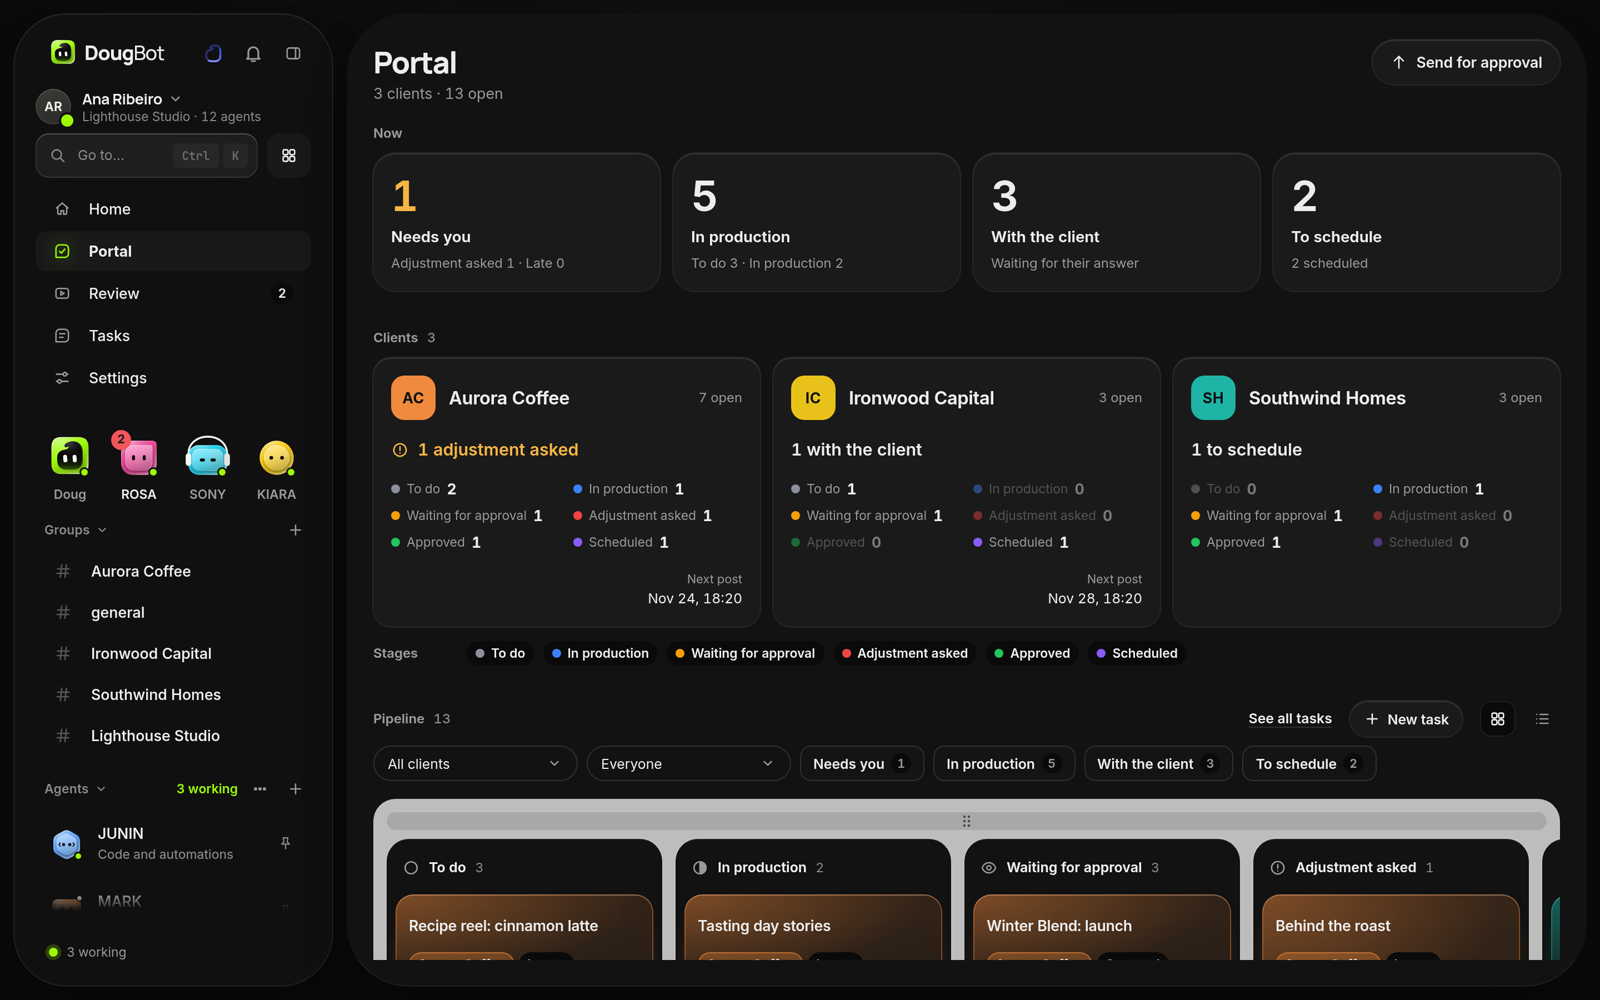 DougBot
AR
Ana Ribeiro
Lighthouse Studio · 12 agents
Go to...
Ctrl
K
Home
Portal
Review 2
Tasks
Settings
2
Doug
ROSA
SONY
KIARA
Groups
# Aurora Coffee
# general
# Ironwood Capital
# Southwind Homes
# Lighthouse Studio
Agents
3 working
JUNIN
Code and automations
MARK
3 working
Portal
3 clients · 13 open
Send for approval
Now
1
Needs you
Adjustment asked 1 · Late 0
5
In production
To do 3 · In production 2
3
With the client
Waiting for their answer
2
To schedule
2 scheduled
Clients 3
AC
Aurora Coffee
7 open
1 adjustment asked
To do 2
In production 1
Waiting for approval 1
Adjustment asked 1
Approved 1
Scheduled 1
Next post
Nov 24, 18:20
IC
Ironwood Capital
3 open
1 with the client
To do 1
In production 0
Waiting for approval 1
Adjustment asked 0
Approved 0
Scheduled 1
Next post
Nov 28, 18:20
SH
Southwind Homes
3 open
1 to schedule
To do 0
In production 1
Waiting for approval 1
Adjustment asked 0
Approved 1
Scheduled 0
Stages
To do
In production
Waiting for approval
Adjustment asked
Approved
Scheduled
Pipeline 13
See all tasks
New task
All clients
Everyone
Needs you 1
In production 5
With the client 3
To schedule 2
To do 3
In production 2
Waiting for approval 3
Adjustment asked 1
Recipe reel: cinnamon latte
Tasting day stories
Winter Blend: launch
Behind the roast